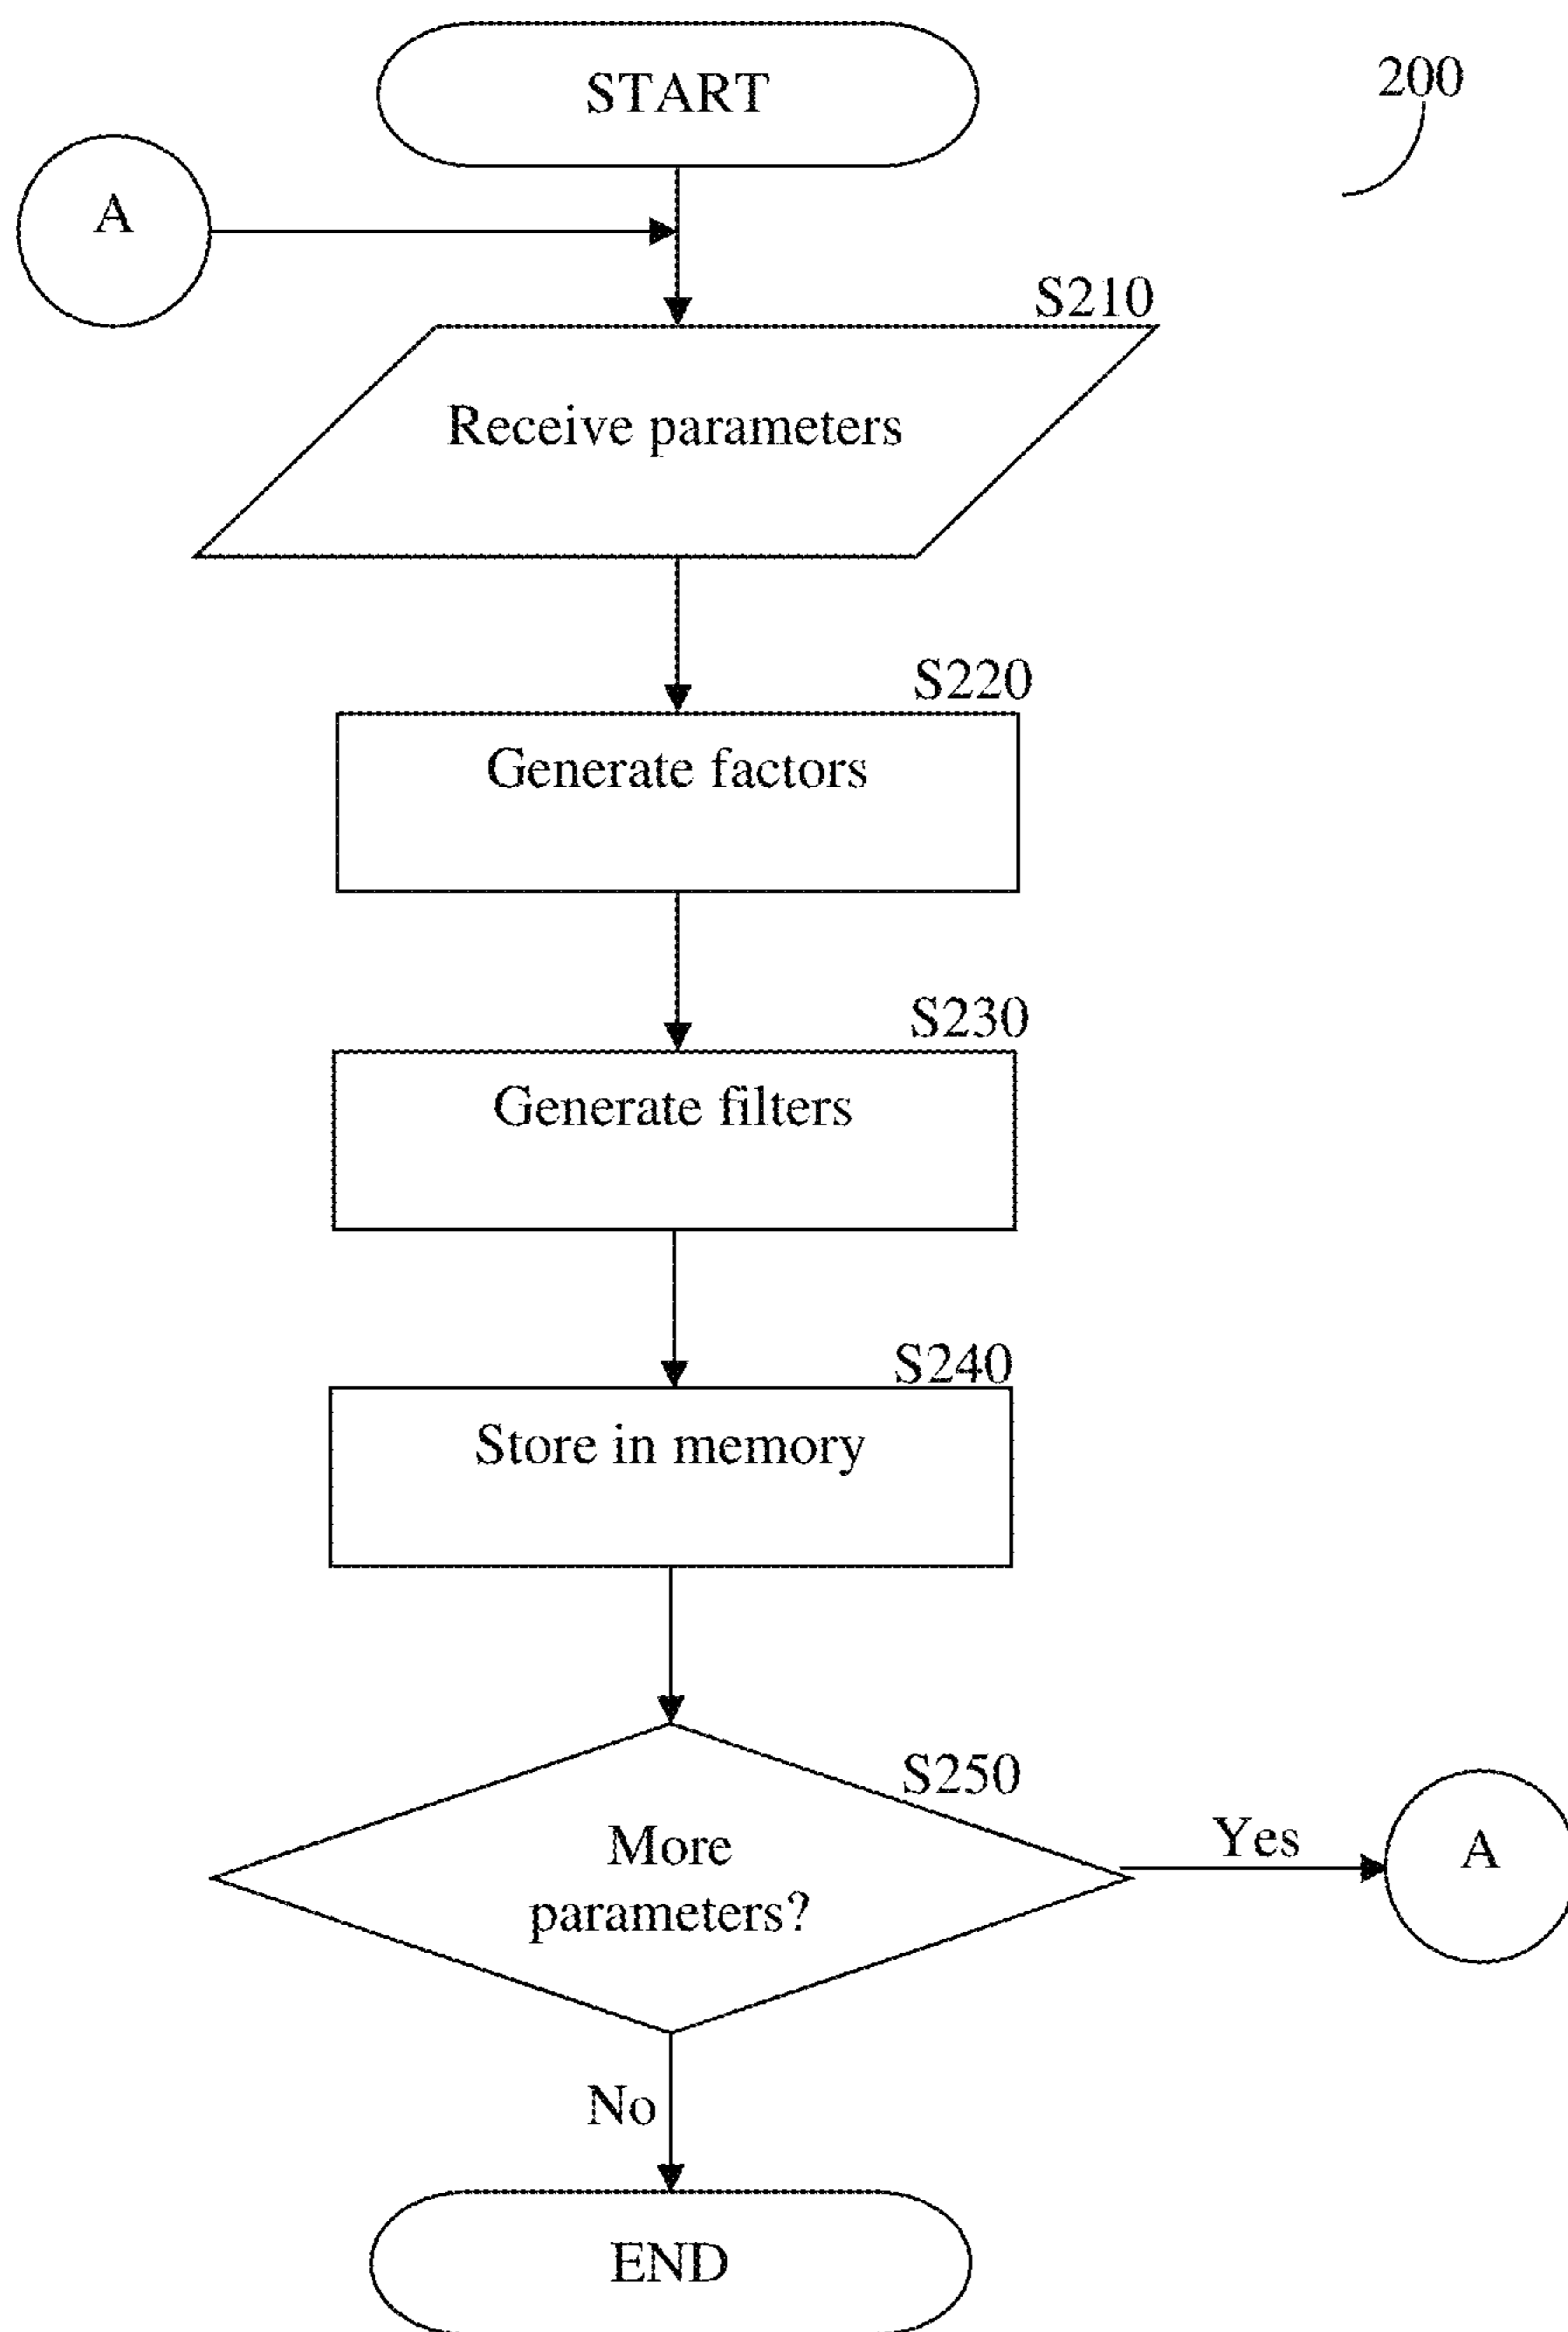 START
200
A
S210
Receive parameters
S220
Generate factors
S230
Generate filters
S240
Store in memory
S250
More
parameters?
Yes
A
No
END